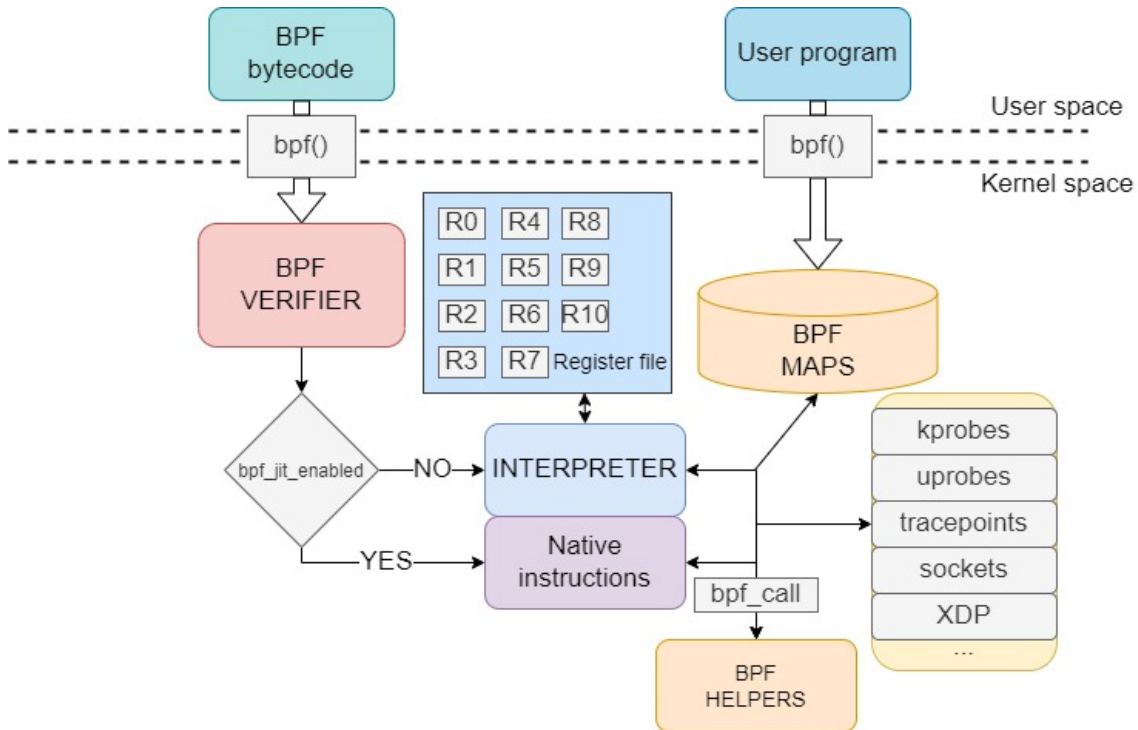 BPF
bytecode
User program
User space
bpf()
bpf()
Kernel space
BPF
VERIFIER
R0 R4 R8
R1 R5 R9
R2 R6 R10
R3 R7 Register file
BPF
MAPS
bpf_jit_enabled
NO
INTERPRETER
YES
Native
instructions
kprobes
uprobes
tracepoints
sockets
XDP
...
bpf_call
BPF
HELPERS